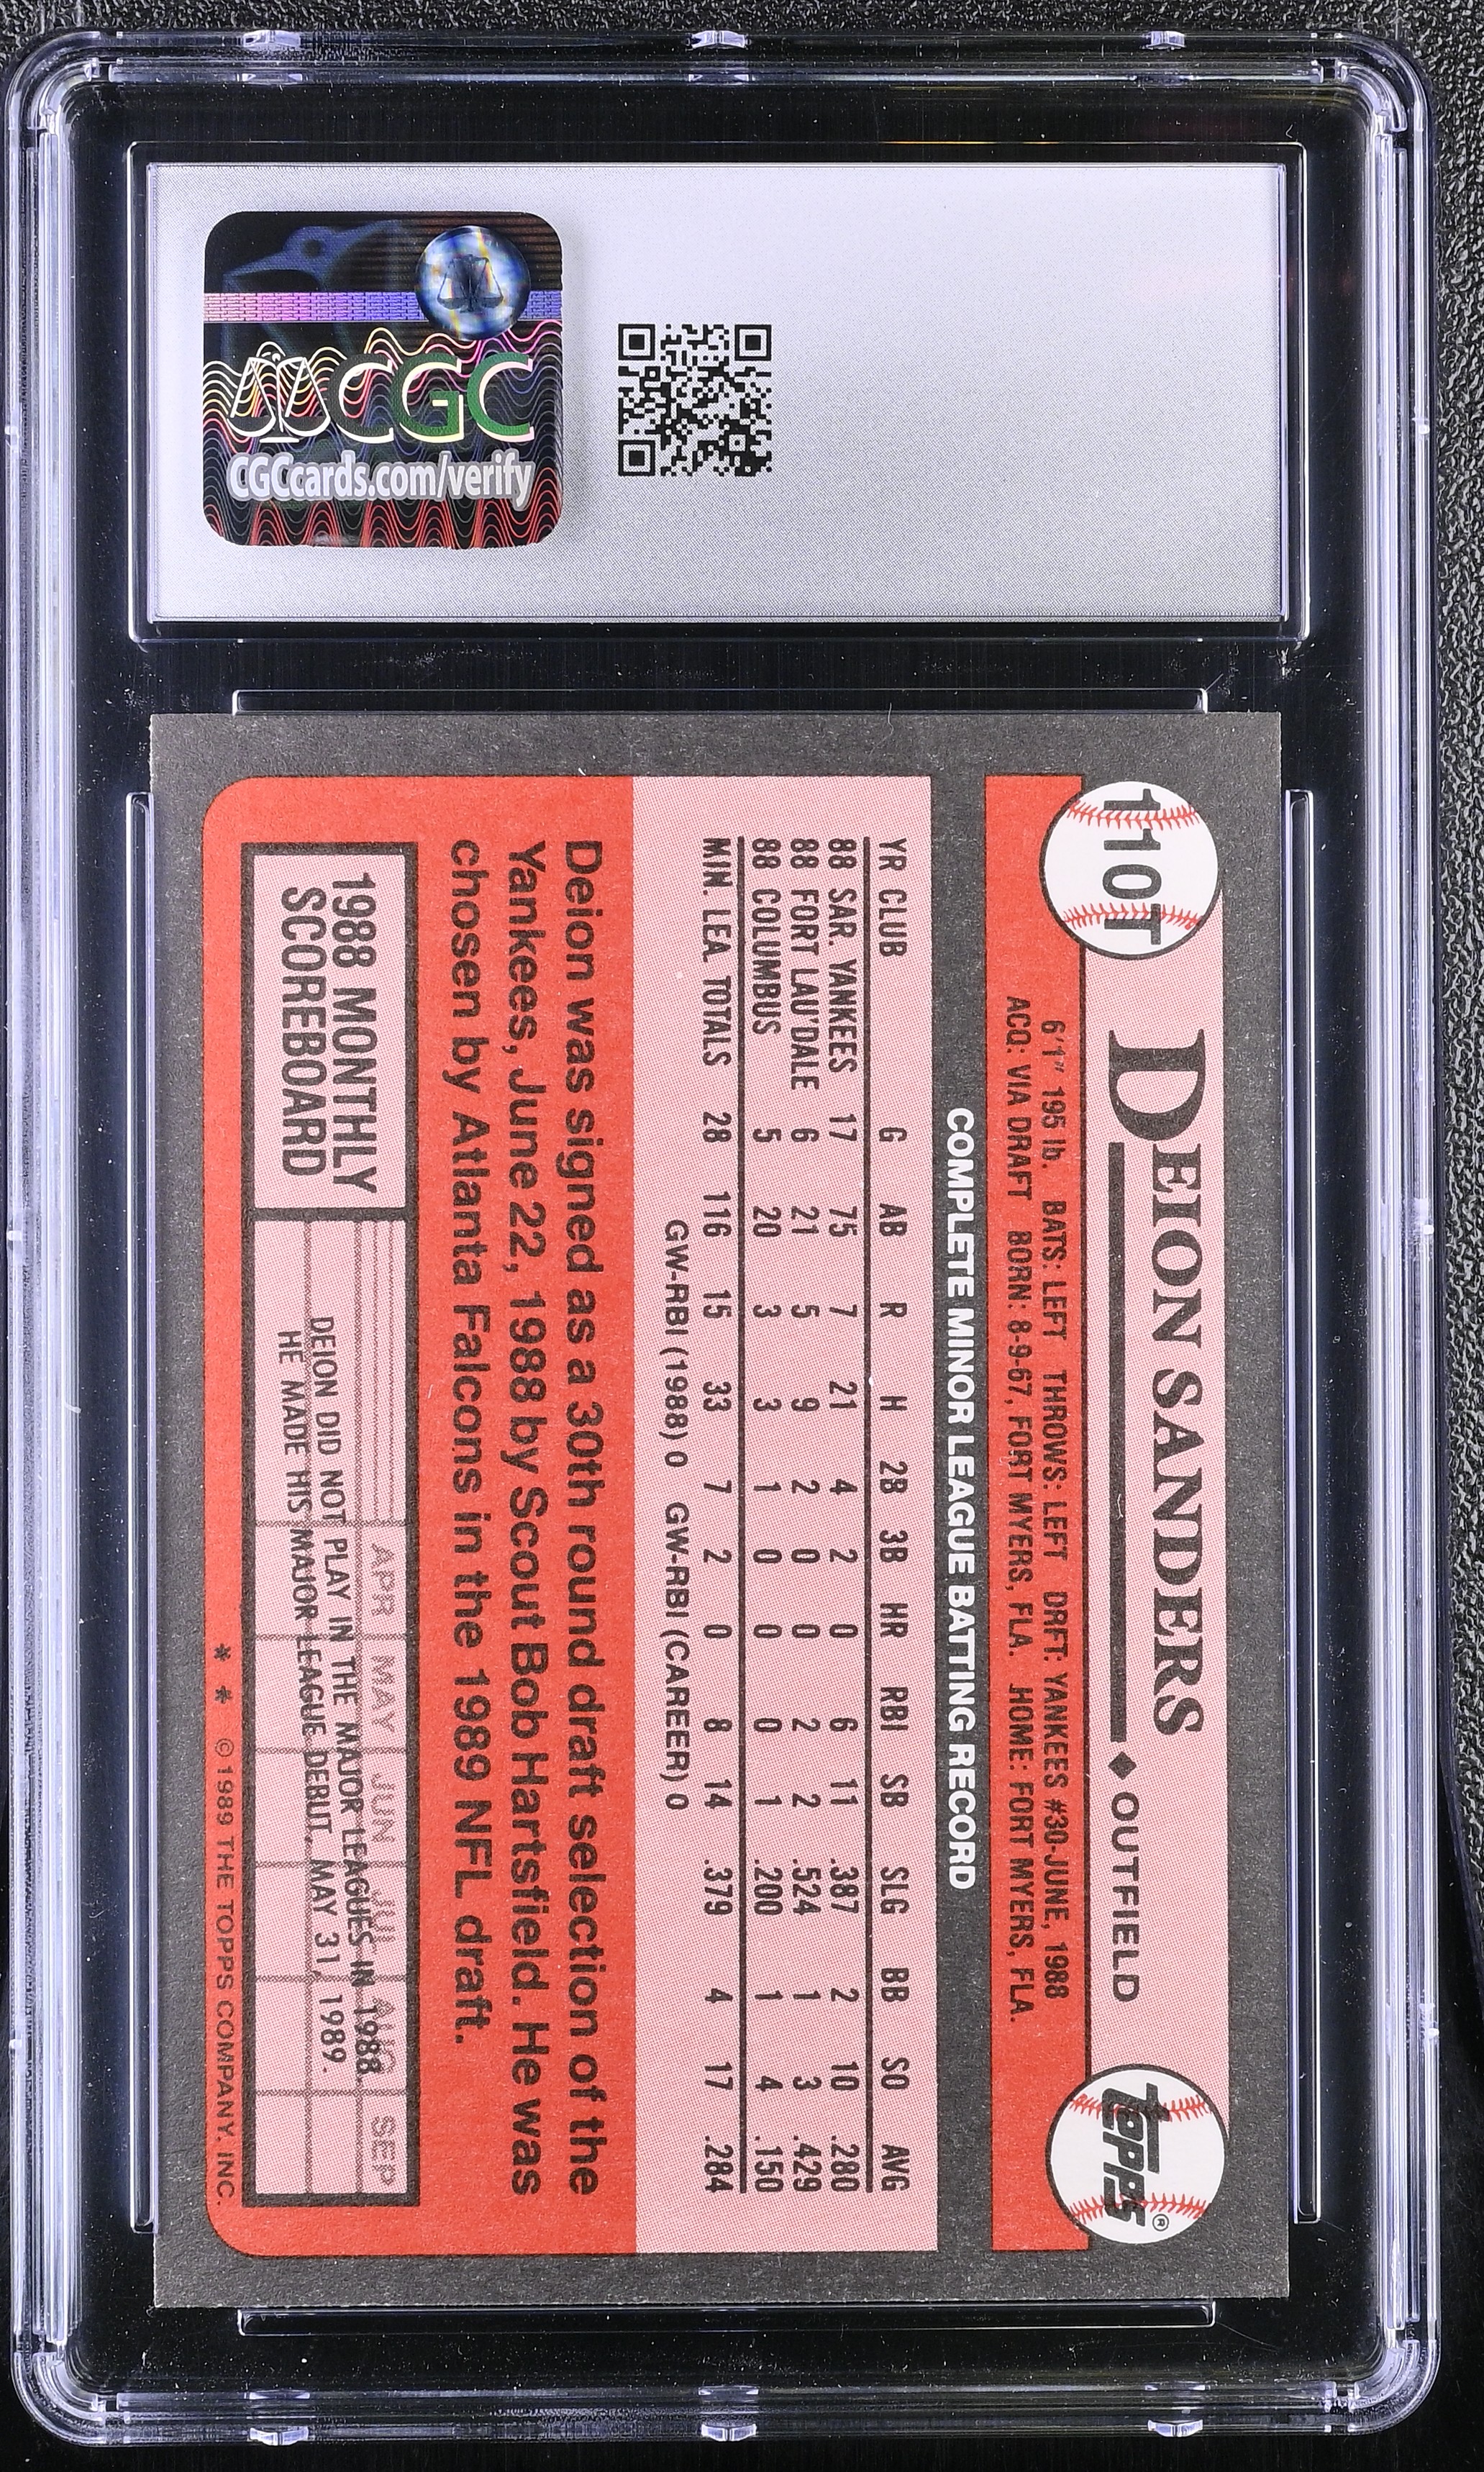 CGC
CGCcards.com/verify
110T
DEION SANDERS ◆ OUTFIELD
topps®
6'1" 195 lb. BATS: LEFT THROWS: LEFT DRFT: YANKEES #30-JUNE, 1988
ACQ: VIA DRAFT BORN: 8-9-67, FORT MYERS, FLA. HOME: FORT MYERS, FLA.
COMPLETE MINOR LEAGUE BATTING RECORD
YR CLUB G AB R H 2B 3B HR RBI SB SLG BB SO AVG
88 SAR. YANKEES 17 75 7 21 4 2 0 6 11 .387 2 10 .280
88 FORT LAU'DALE 6 21 5 9 2 0 0 2 2 .524 1 3 .429
88 COLUMBUS 5 20 3 3 1 0 0 0 1 .200 1 4 .150
MIN. LEA. TOTALS 28 116 15 33 7 2 0 8 14 .379 4 17 .284
GW-RBI (1988) 0 GW-RBI (CAREER) 0
Deion was signed as a 30th round draft selection of the
Yankees, June 22, 1988 by Scout Bob Hartsfield. He was
chosen by Atlanta Falcons in the 1989 NFL draft.
1988 MONTHLY
SCOREBOARD
APR MAY JUN JUL AUG SEP
DEION DID NOT PLAY IN THE MAJOR LEAGUES IN 1988.
HE MADE HIS MAJOR LEAGUE DEBUT, MAY 31, 1989.
* * © 1989 THE TOPPS COMPANY, INC.